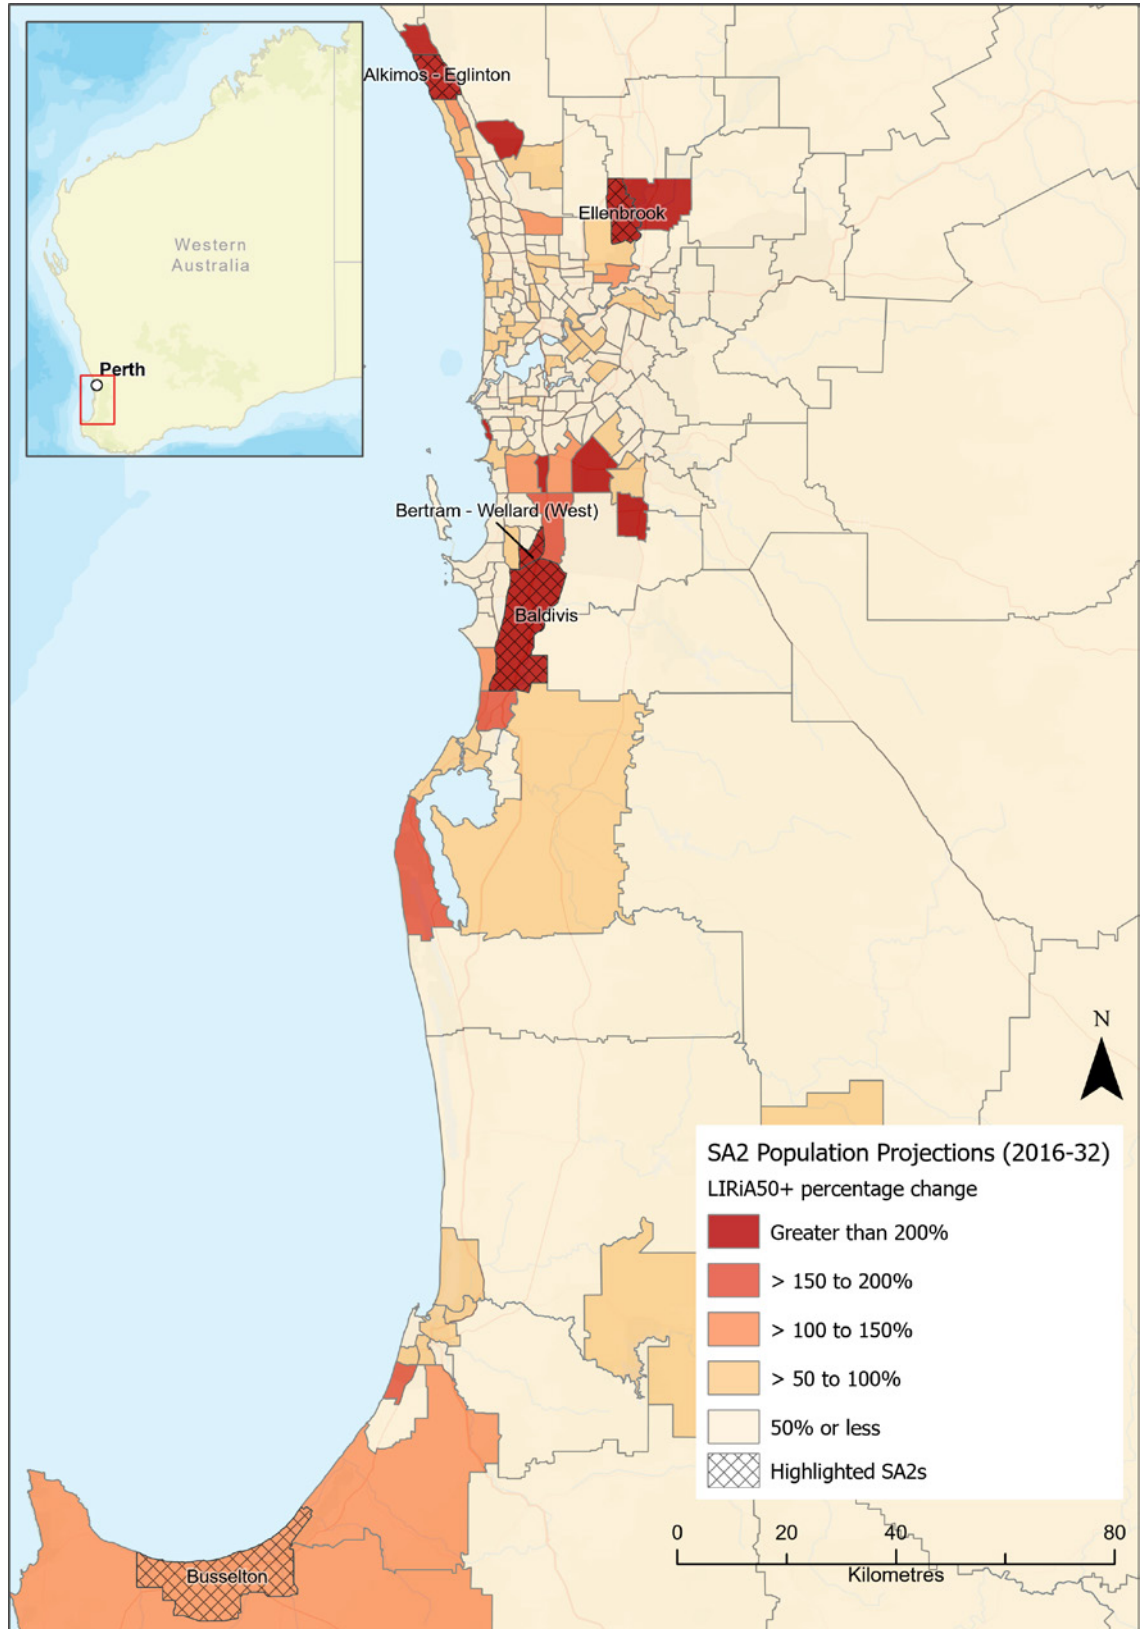 Alkimos - Eglinton
Western
Australia
Perth
Ellenbrook
Bertram - Wellard (West)
Baldivis
Busselton
N
SA2 Population Projections (2016-32)
LIRiA50+ percentage change
Greater than 200%
> 150 to 200%
> 100 to 150%
> 50 to 100%
50% or less
Highlighted SA2s
0 20 40 80
Kilometres